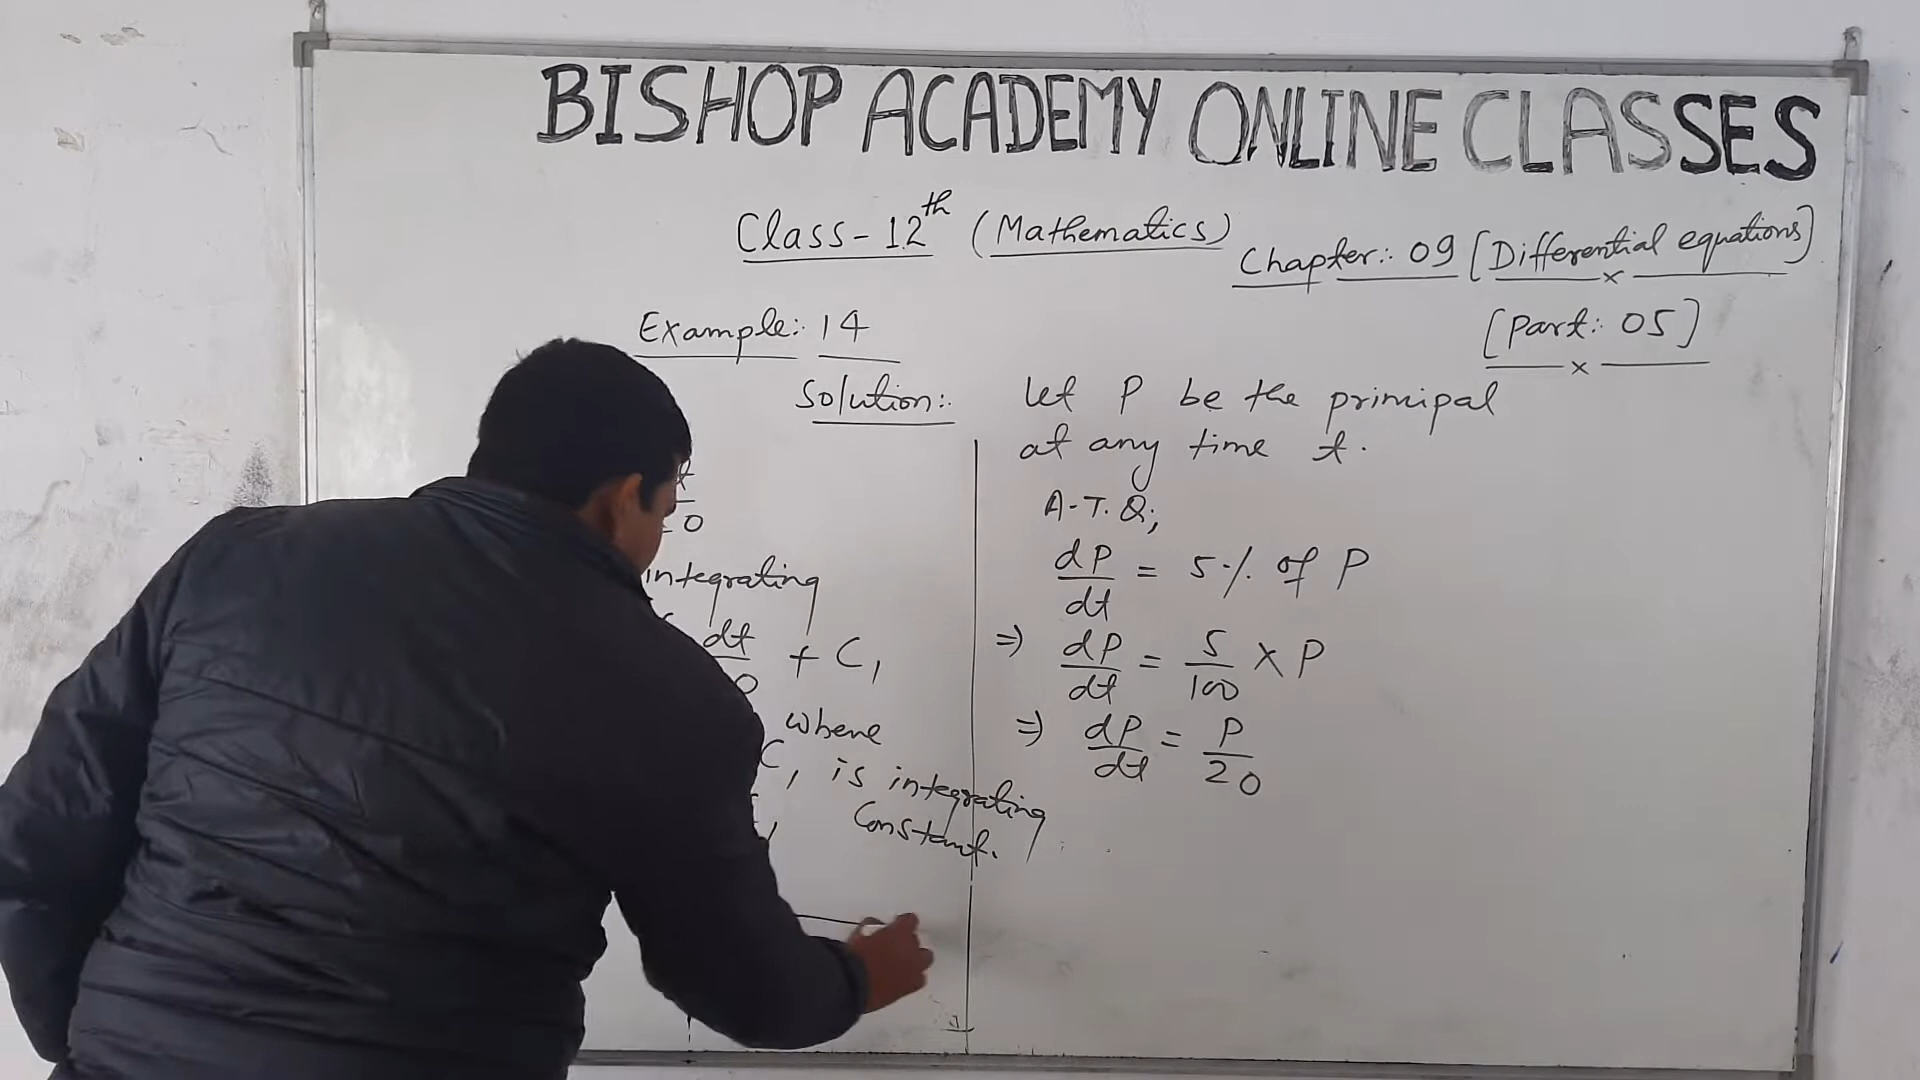 BISHOP ACADEMY ONLINE CLASSES
Class-12th (Mathematics)
Chapter:. 09 [Differential equations]
[Part:. 05]
Example:. 14
Solution:.
Let P be the principal
at any time t.
A.T.Q;
dP/dt = 5% of P
=> dP/dt = 5/100 × P
=> dP/dt = P/20
integrating
dt
+ C1
where
C1 is integrating
Constant.